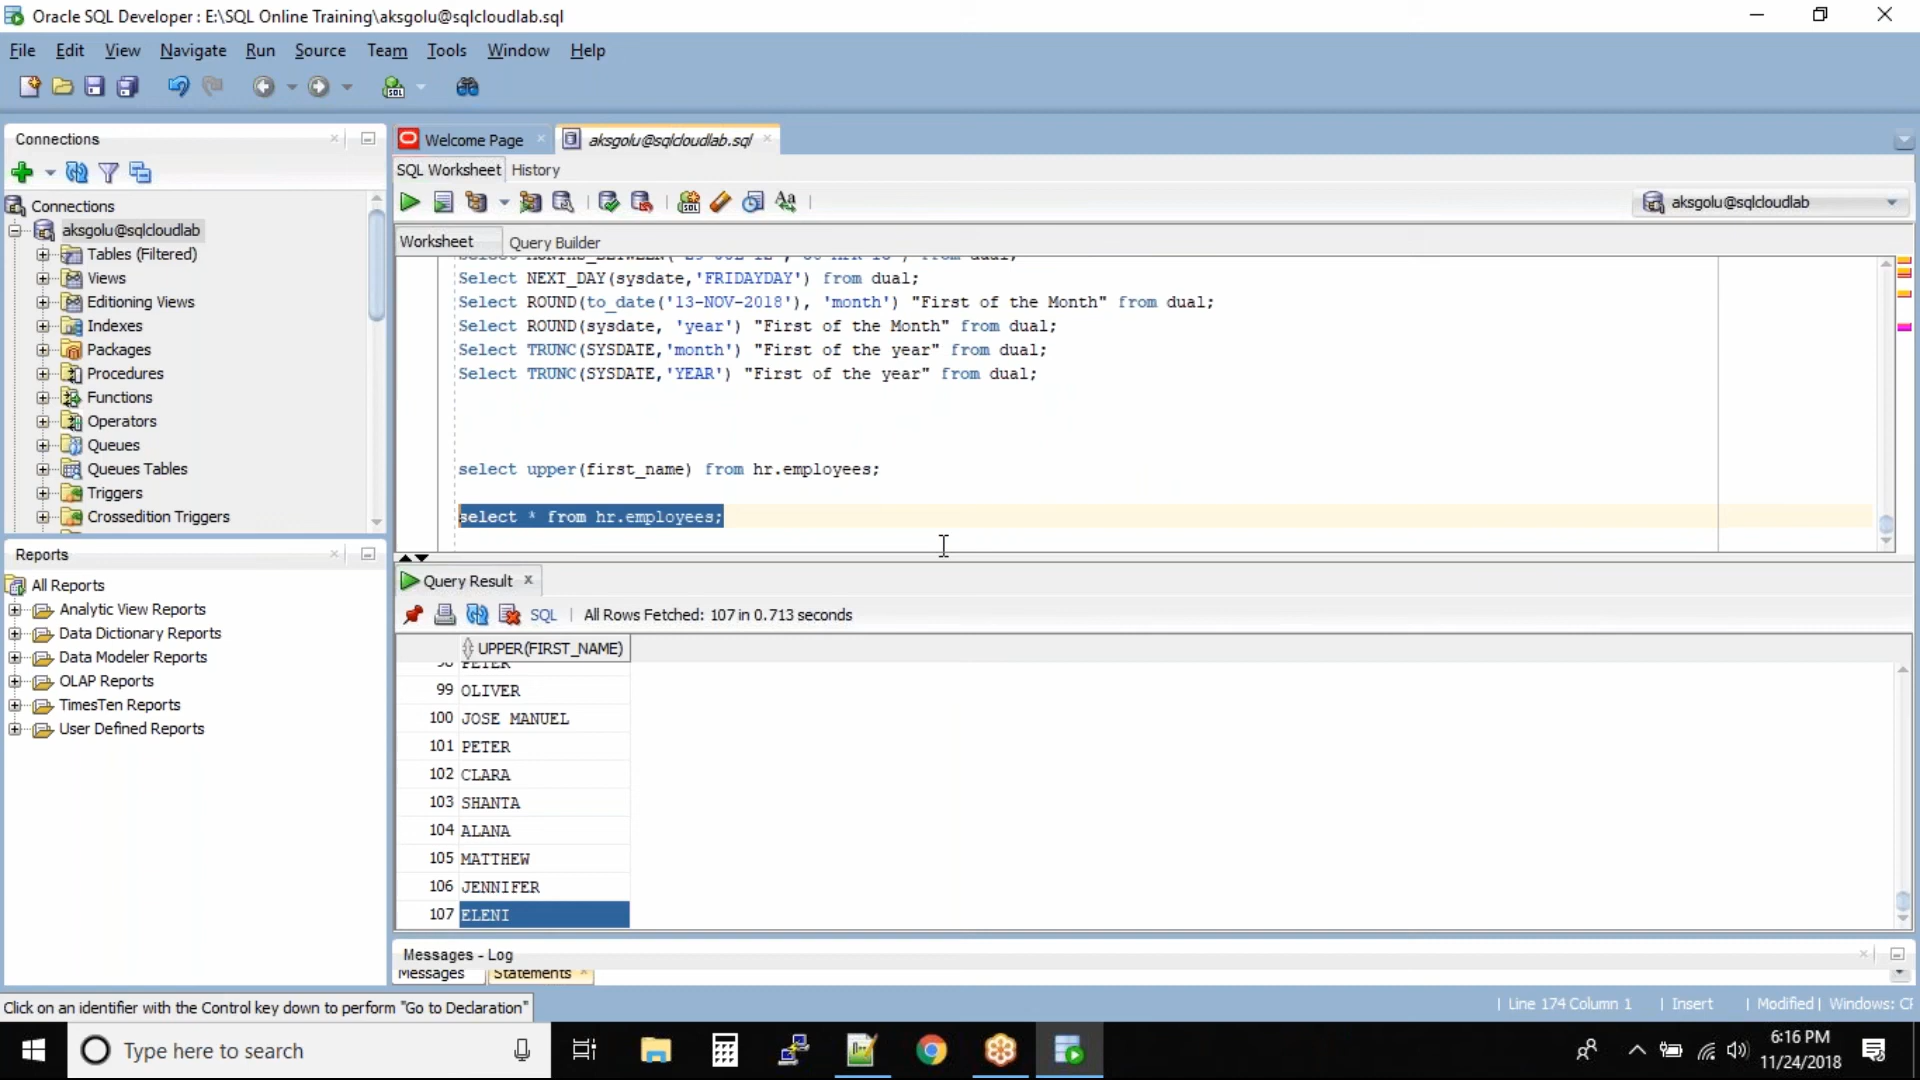 Oracle SQL Developer : E:\SQL Online Training\aksgolu@sqlcloudlab.sql
File Edit View Navigate Run Source Team Tools Window Help
Connections
Connections
aksgolu@sqlcloudlab
Tables (Filtered)
Views
Editioning Views
Indexes
Packages
Procedures
Functions
Operators
Queues
Queues Tables
Triggers
Crossedition Triggers
Reports
All Reports
Analytic View Reports
Data Dictionary Reports
Data Modeler Reports
OLAP Reports
TimesTen Reports
User Defined Reports
Welcome Page aksgolu@sqlcloudlab.sql
SQL Worksheet History
aksgolu@sqlcloudlab
Worksheet Query Builder
Select NEXT_DAY(sysdate,'FRIDAYDAY') from dual;
Select ROUND(to_date('13-NOV-2018'), 'month') "First of the Month" from dual;
Select ROUND(sysdate, 'year') "First of the Month" from dual;
Select TRUNC(SYSDATE,'month') "First of the year" from dual;
Select TRUNC(SYSDATE,'YEAR') "First of the year" from dual;
select upper(first_name) from hr.employees;
select * from hr.employees;
Query Result
SQL | All Rows Fetched: 107 in 0.713 seconds
UPPER(FIRST_NAME)
98 PETER
99 OLIVER
100 JOSE MANUEL
101 PETER
102 CLARA
103 SHANTA
104 ALANA
105 MATTHEW
106 JENNIFER
107 ELENI
Messages - Log
Messages Statements
Click on an identifier with the Control key down to perform "Go to Declaration"
| Line 174 Column 1 | Insert | Modified | Windows: CF
Type here to search
6:16 PM
11/24/2018